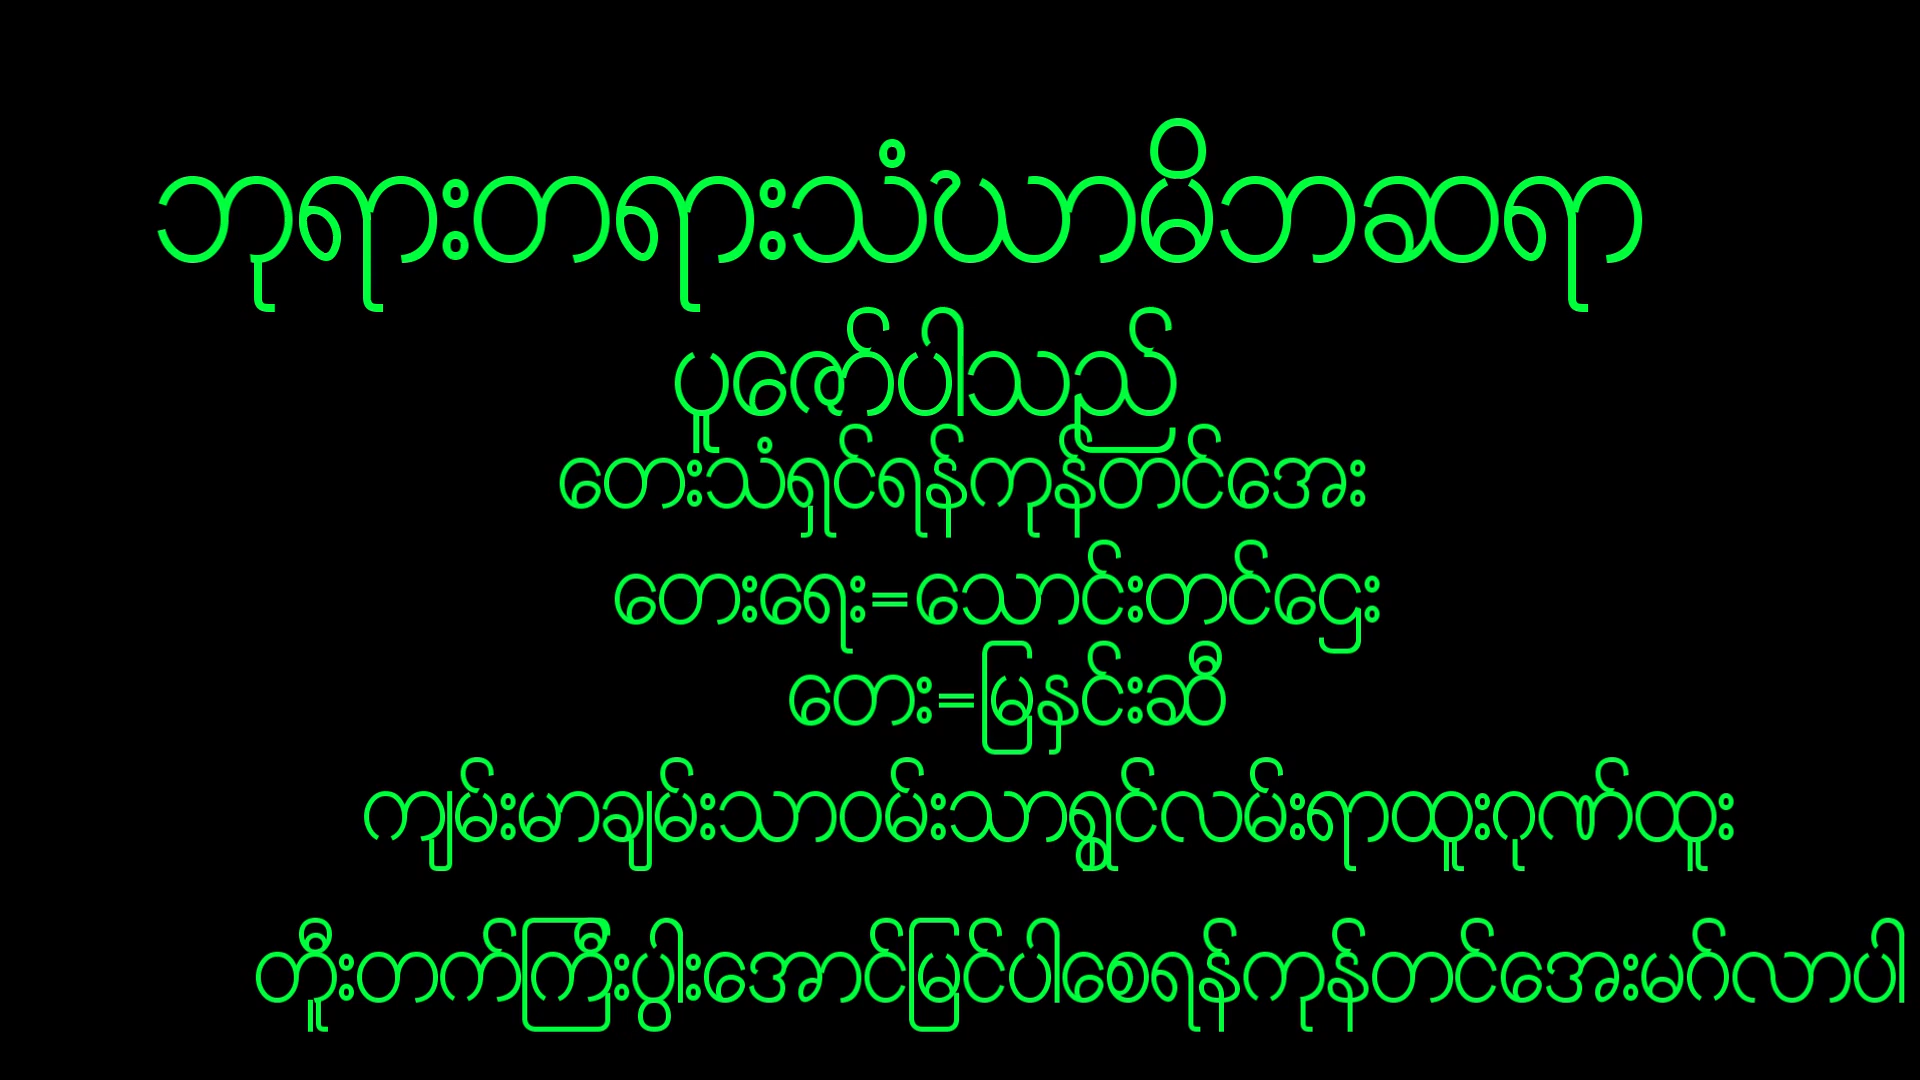 ဘုရားတရားသံဃာမိဘဆရာ
ပူဇော်ပါသည်
တေးသံရှင်ရန်ကုန်တင်အေး
တေးရေး=သောင်းတင်ဌေး
တေး=မြနှင်းဆီ
ကျမ်းမာချမ်းသာဝမ်းသာရွှင်လမ်းရာထူးဂုဏ်ထူး
တိူးတက်ကြီးပွါးအောင်မြင်ပါစေရန်ကုန်တင်အေးမင်္ဂလာပါ